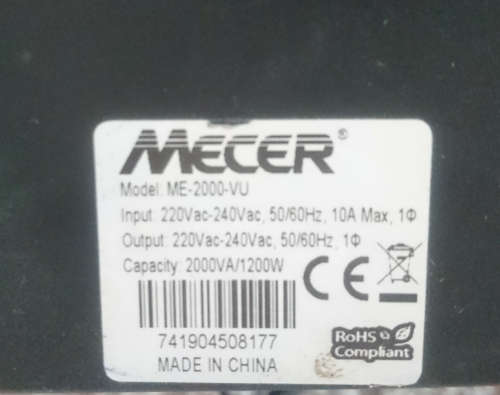 MECER®
Model: ME-2000-VU
Input: 220Vac-240Vac, 50/60Hz, 10A Max, 1Φ
Output: 220Vac-240Vac, 50/60Hz, 1Φ
Capacity: 2000VA/1200W
CE
741904508177
MADE IN CHINA
RoHS
Compliant